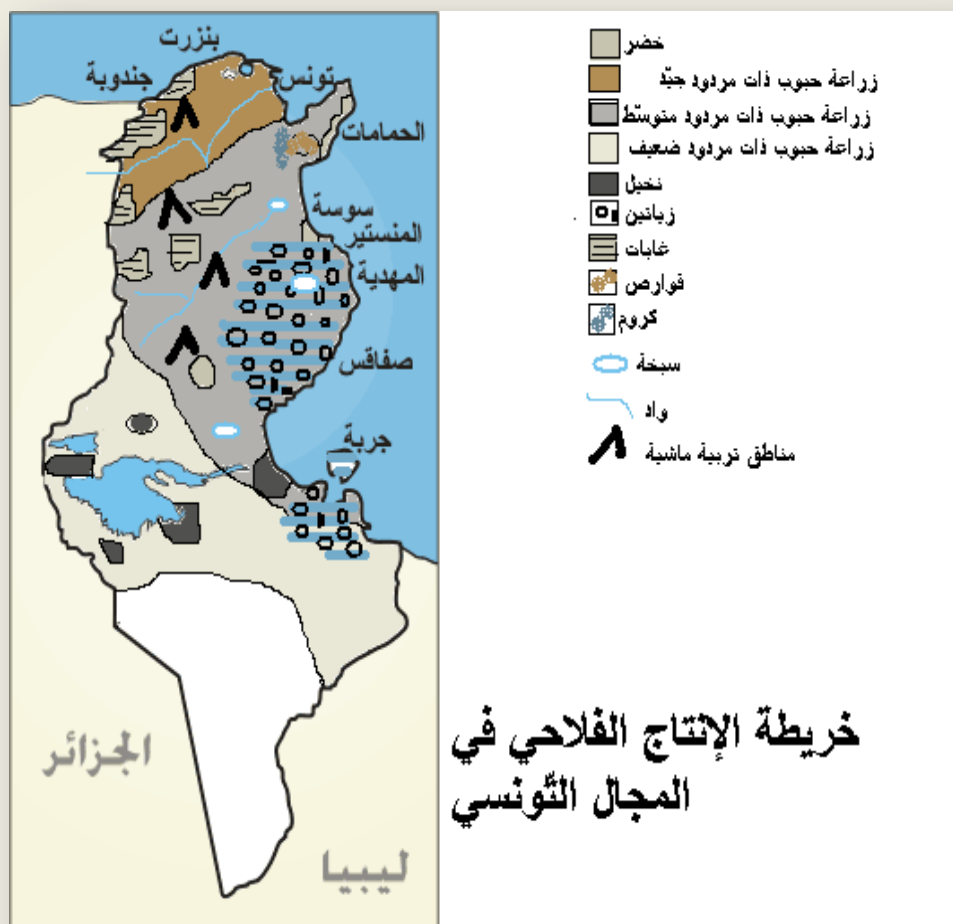 بنزرت
جندوبة
تونس
الحمامات
سوسة
المنستير
المهدية
صفاقس
جربة
الجزائر
ليبيا
خضر
زراعة حبوب ذات مردود جيّد
زراعة حبوب ذات مردود متوسّط
زراعة حبوب ذات مردود ضعيف
نخيل
زياتين
غابات
قوارص
كروم
سبخة
واد
مناطق تربية ماشية
خريطة الإنتاج الفلاحي في
المجال التّونسي